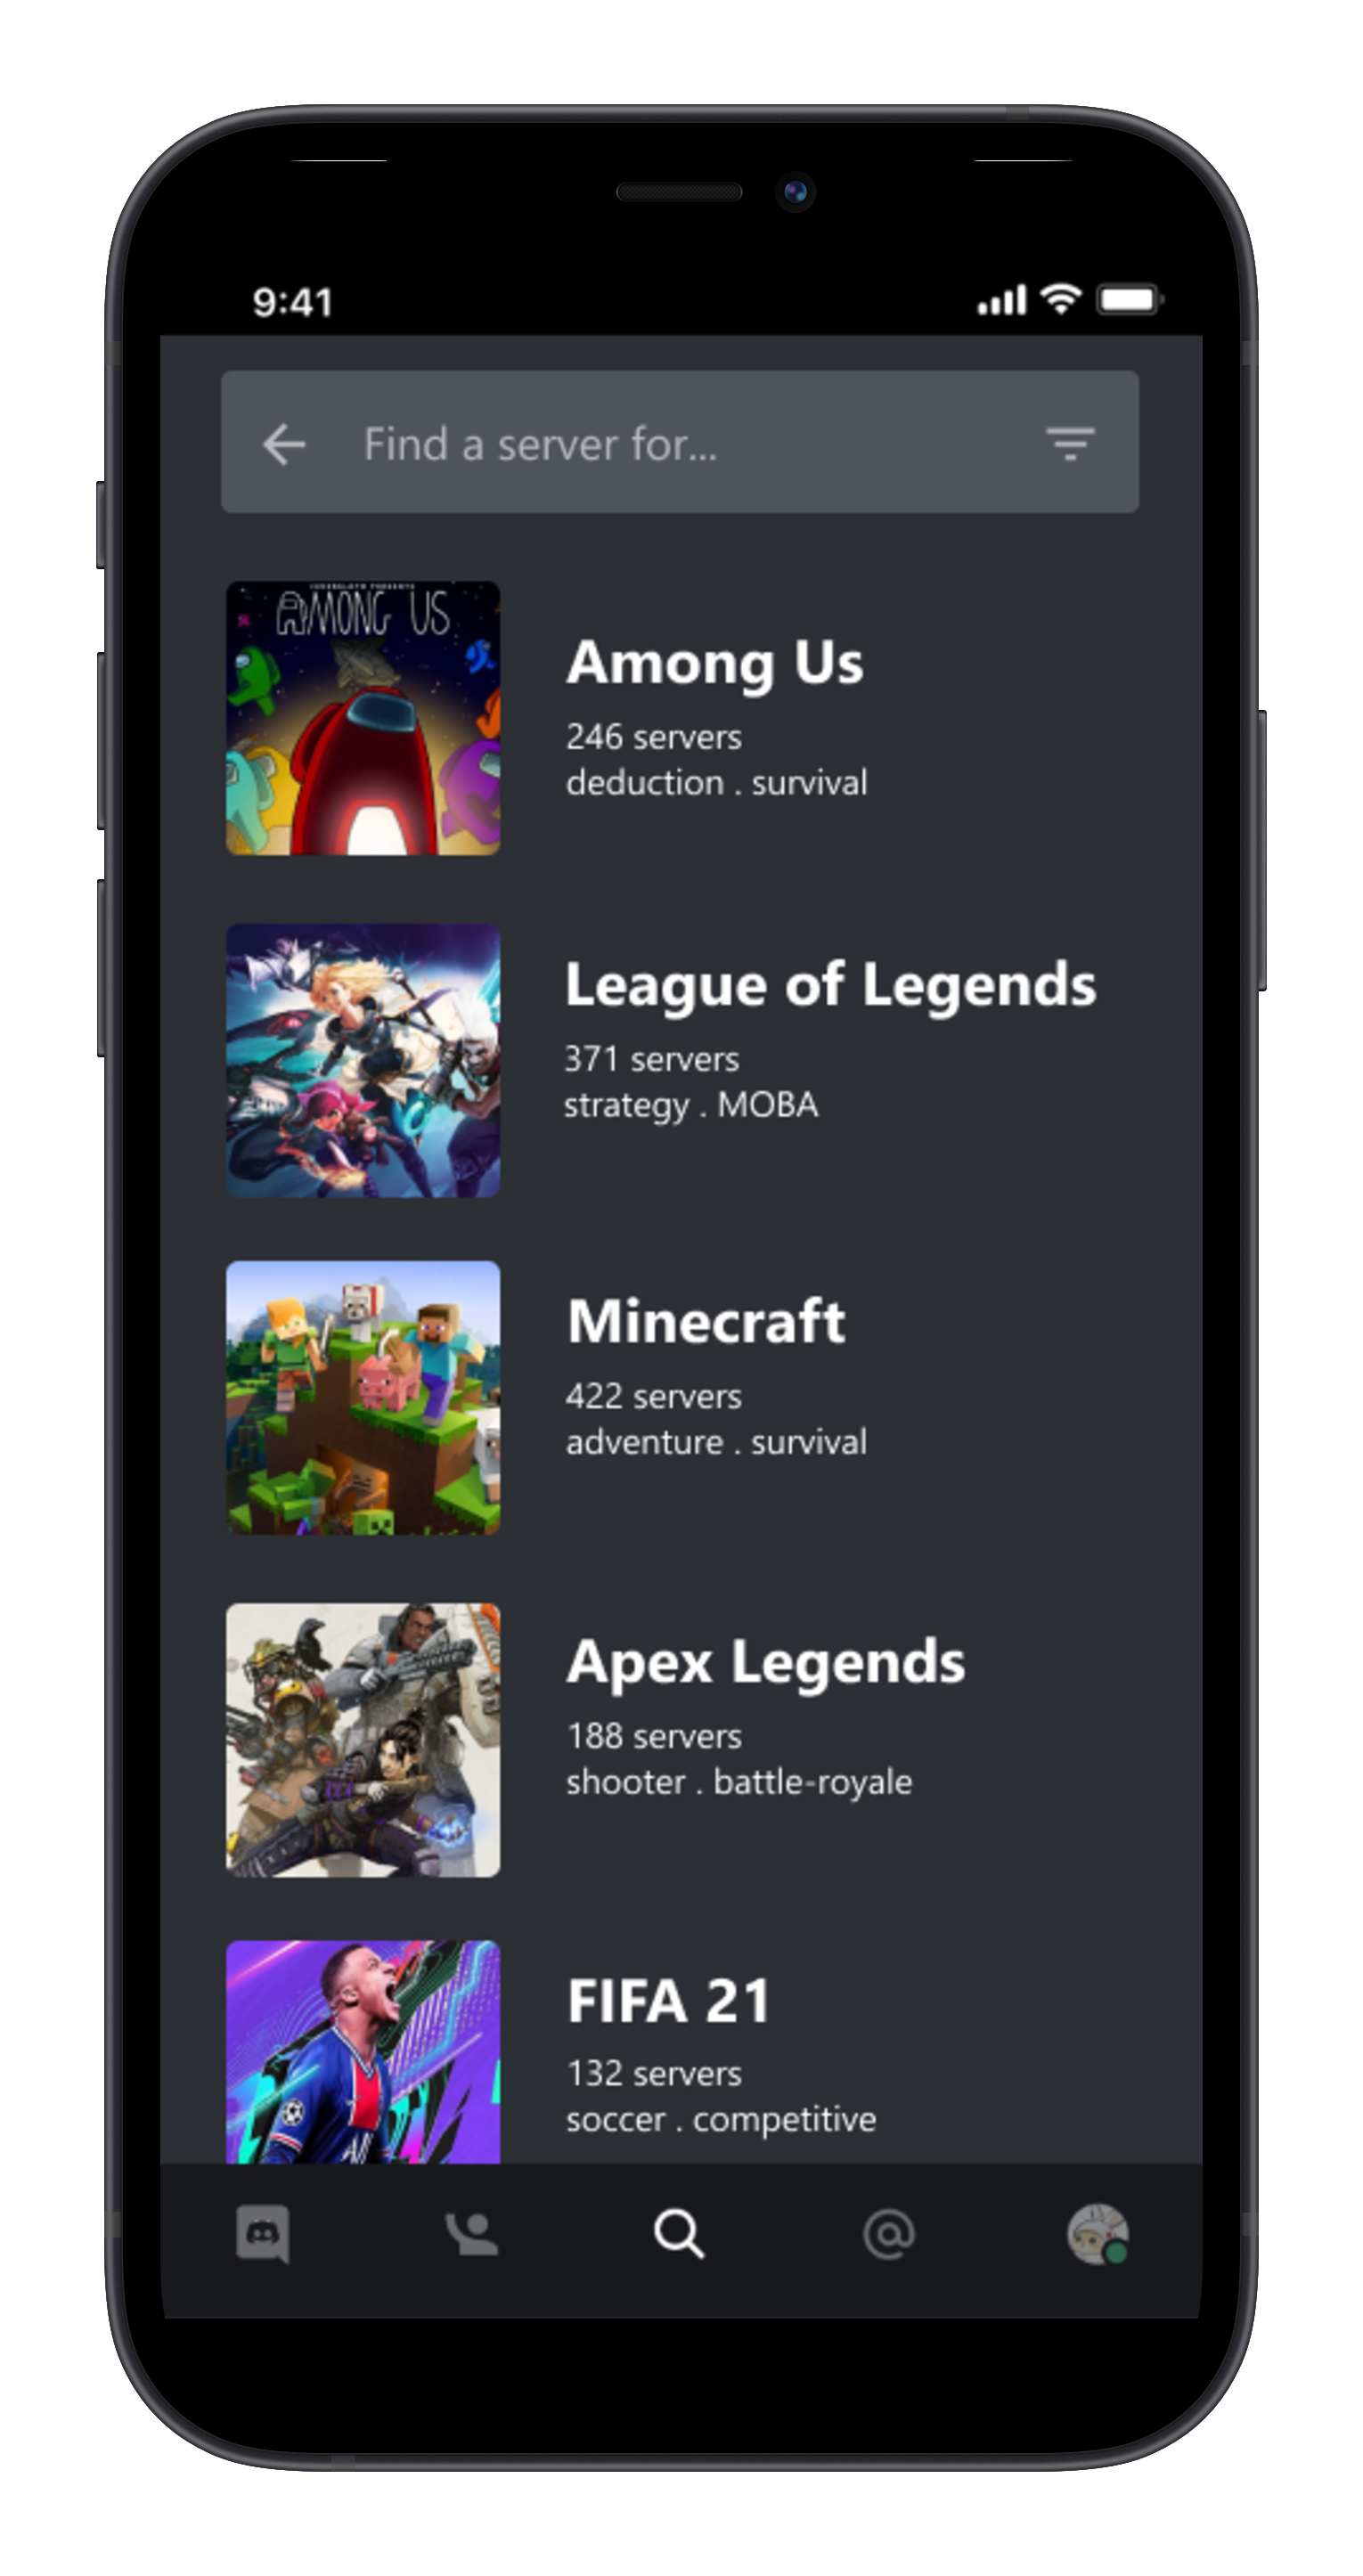 9:41
Find a server for...
INNERSLOTH PRESENTS
AMONG US
Among Us
246 servers
deduction . survival
League of Legends
371 servers
strategy . MOBA
Minecraft
422 servers
adventure . survival
Apex Legends
188 servers
shooter . battle-royale
FIFA 21
132 servers
soccer . competitive